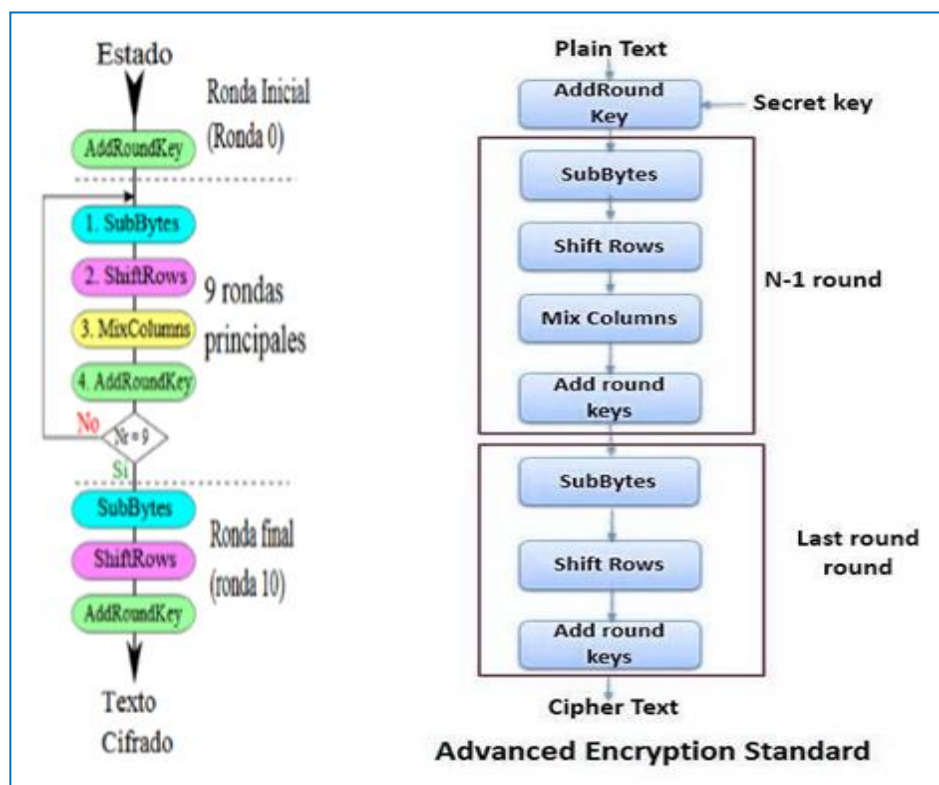 Estado
Ronda Inicial
(Ronda 0)
AddRoundKey
1. SubBytes
2. ShiftRows
3. MixColumns
4. AddRoundKey
9 rondas
principales
No
Nr = 9
Si
SubBytes
ShiftRows
AddRoundKey
Ronda final
(ronda 10)
Texto
Cifrado
Plain Text
AddRound
Key
Secret key
SubBytes
Shift Rows
Mix Columns
Add round
keys
N-1 round
SubBytes
Shift Rows
Add round
keys
Last round
round
Cipher Text
Advanced Encryption Standard